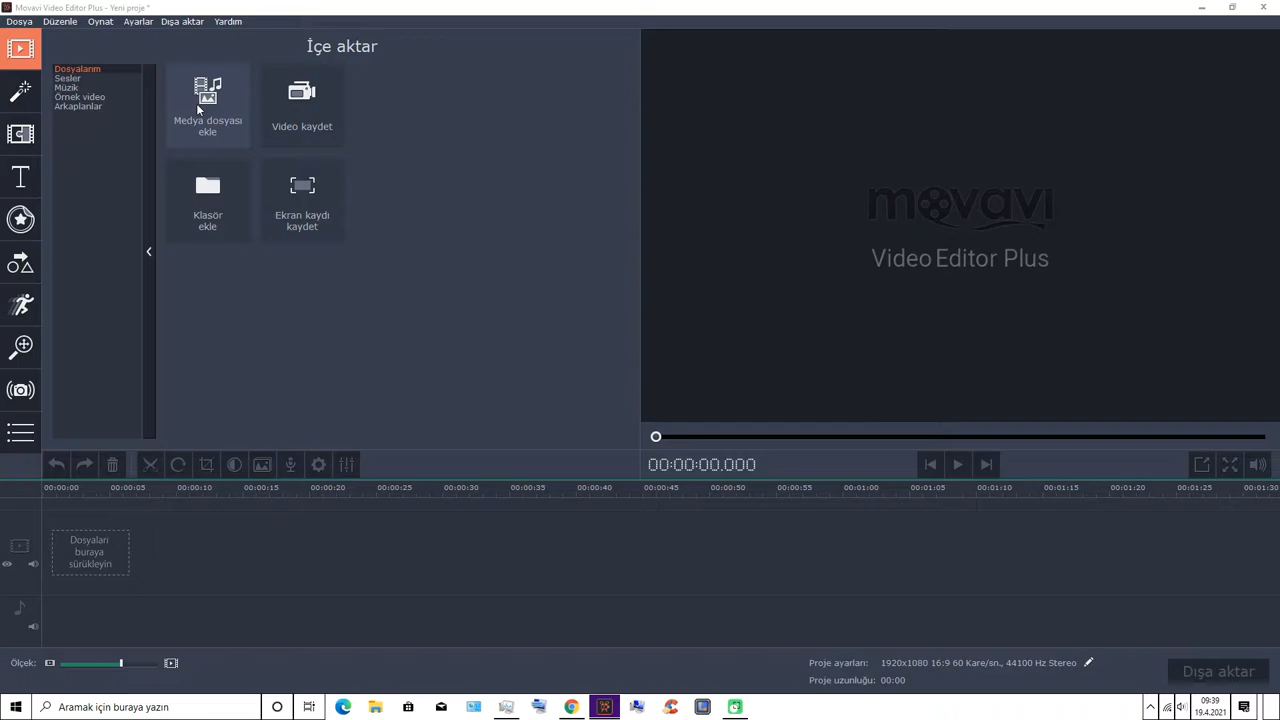 Movavi Video Editor Plus - Yeni proje *
Dosya Düzenle Oynat Ayarlar Dışa aktar Yardım
İçe aktar
Dosyalarım
Sesler
Müzik
Örnek video
Arkaplanlar
Medya dosyası
ekle
Video kaydet
Klasör
ekle
Ekran kaydı
kaydet
movavi
Video Editor Plus
00:00:00.000
00:00:00 00:00:05 00:00:10 00:00:15 00:00:20 00:00:25 00:00:30 00:00:35 00:00:40 00:00:45 00:00:50 00:00:55 00:01:00 00:01:05 00:01:10 00:01:15 00:01:20 00:01:25 00:01:30
Dosyaları
buraya
sürükleyin
Ölçek:
Proje ayarları: 1920x1080 16:9 60 Kare/sn., 44100 Hz Stereo
Proje uzunluğu: 00:00
Dışa aktar
Aramak için buraya yazın
09:39
19.4.2021